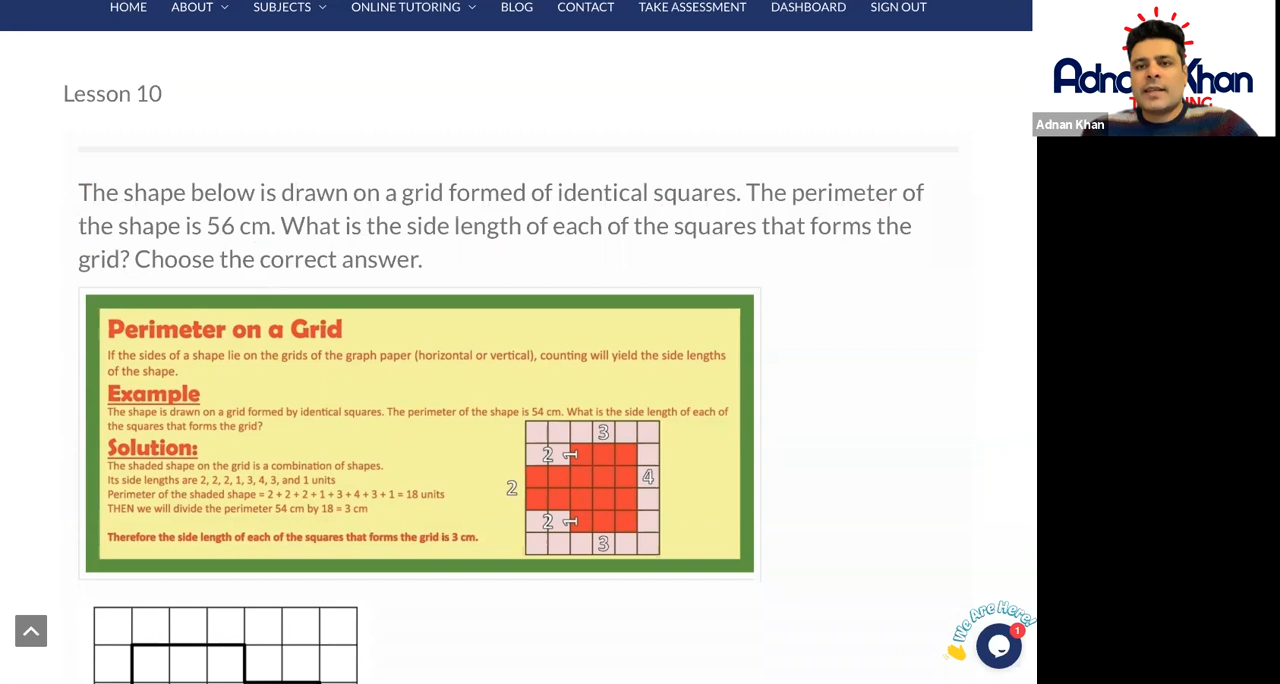 HOME ABOUT SUBJECTS ONLINE TUTORING BLOG CONTACT TAKE ASSESSMENT DASHBOARD SIGN OUT
Lesson 10
The shape below is drawn on a grid formed of identical squares. The perimeter of
the shape is 56 cm. What is the side length of each of the squares that forms the
grid? Choose the correct answer.
Perimeter on a Grid
If the sides of a shape lie on the grids of the graph paper (horizontal or vertical), counting will yield the side lengths
of the shape.
Example
The shape is drawn on a grid formed by identical squares. The perimeter of the shape is 54 cm. What is the side length of each of
the squares that forms the grid?
Solution:
The shaded shape on the grid is a combination of shapes.
Its side lengths are 2, 2, 2, 1, 3, 4, 3, and 1 units
Perimeter of the shaded shape = 2 + 2 + 2 + 1 + 3 + 4 + 3 + 1 = 18 units
THEN we will divide the perimeter 54 cm by 18 = 3 cm
Therefore the side length of each of the squares that forms the grid is 3 cm.
3
2 1
4
2
2 1
3
Adnan Khan
We Are Here!
1